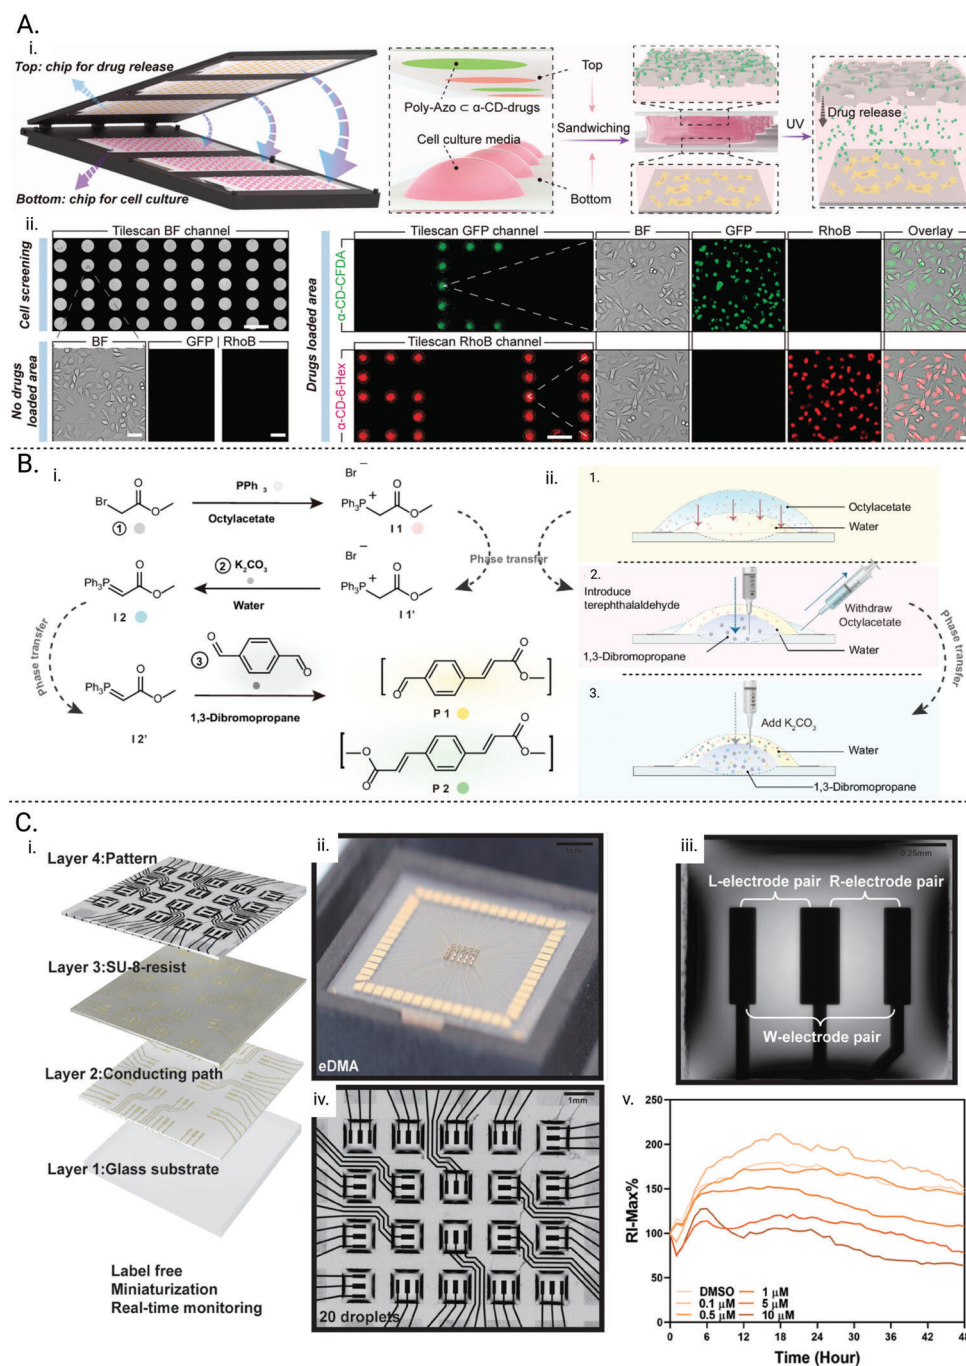 A.
i.
Top: chip for drug release
Bottom: chip for cell culture
Top
Poly-Azo ⊂ α-CD-drugs
Cell culture media
Sandwiching
Bottom
UV
Drug release
ii.
Cell screening
Tilescan BF channel
No drugs loaded area
BF
GFP | RhoB
Drugs loaded area
α-CD-CFDA
Tilescan GFP channel
BF
GFP
RhoB
Overlay
α-CD-6-Hex
Tilescan RhoB channel
B.
i.
Br
O
O
①
PPh3
Octylacetate
Br−
Ph3P+
O
O
I 1
Phase transfer
Ph3P
O
O
I 2
② K2CO3
Water
Br−
Ph3P+
O
O
I 1'
Phase transfer
Ph3P
O
O
I 2'
③
O
O
1,3-Dibromopropane
O
O
O
P 1
O
O
O
O
P 2
ii.
1.
Octylacetate
Water
2.
Introduce
terephthalaldehyde
Withdraw
Octylacetate
1,3-Dibromopropane
Water
Phase transfer
3.
Add K2CO3
Water
1,3-Dibromopropane
C.
i.
Layer 4:Pattern
Layer 3:SU-8-resist
Layer 2:Conducting path
Layer 1:Glass substrate
Label free
Miniaturization
Real-time monitoring
ii.
1cm
eDMA
iii.
0.25mm
L-electrode pair
R-electrode pair
W-electrode pair
iv.
1mm
20 droplets
v.
RI-Max%
250
200
150
100
50
0
DMSO
0.1 μM
0.5 μM
1 μM
5 μM
10 μM
0 6 12 18 24 30 36 42 48
Time (Hour)